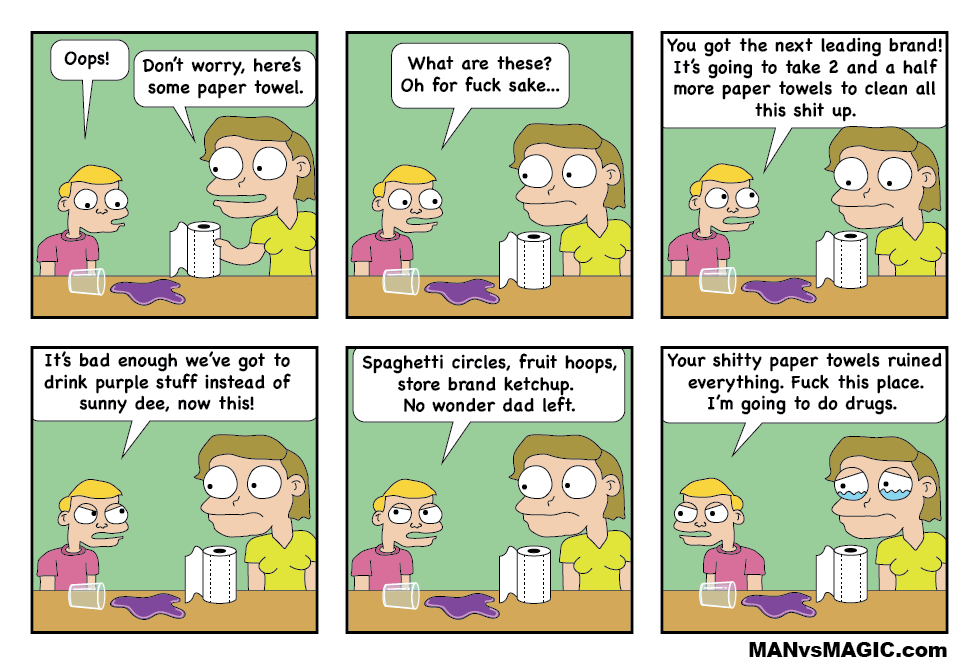 Oops!
Don't worry, here's
some paper towel.
What are these?
Oh for fuck sake...
You got the next leading brand!
It's going to take 2 and a half
more paper towels to clean all
this shit up.
It's bad enough we've got to
drink purple stuff instead of
sunny dee, now this!
Spaghetti circles, fruit hoops,
store brand ketchup.
No wonder dad left.
Your shitty paper towels ruined
everything. Fuck this place.
I'm going to do drugs.
MANvsMAGIC.com